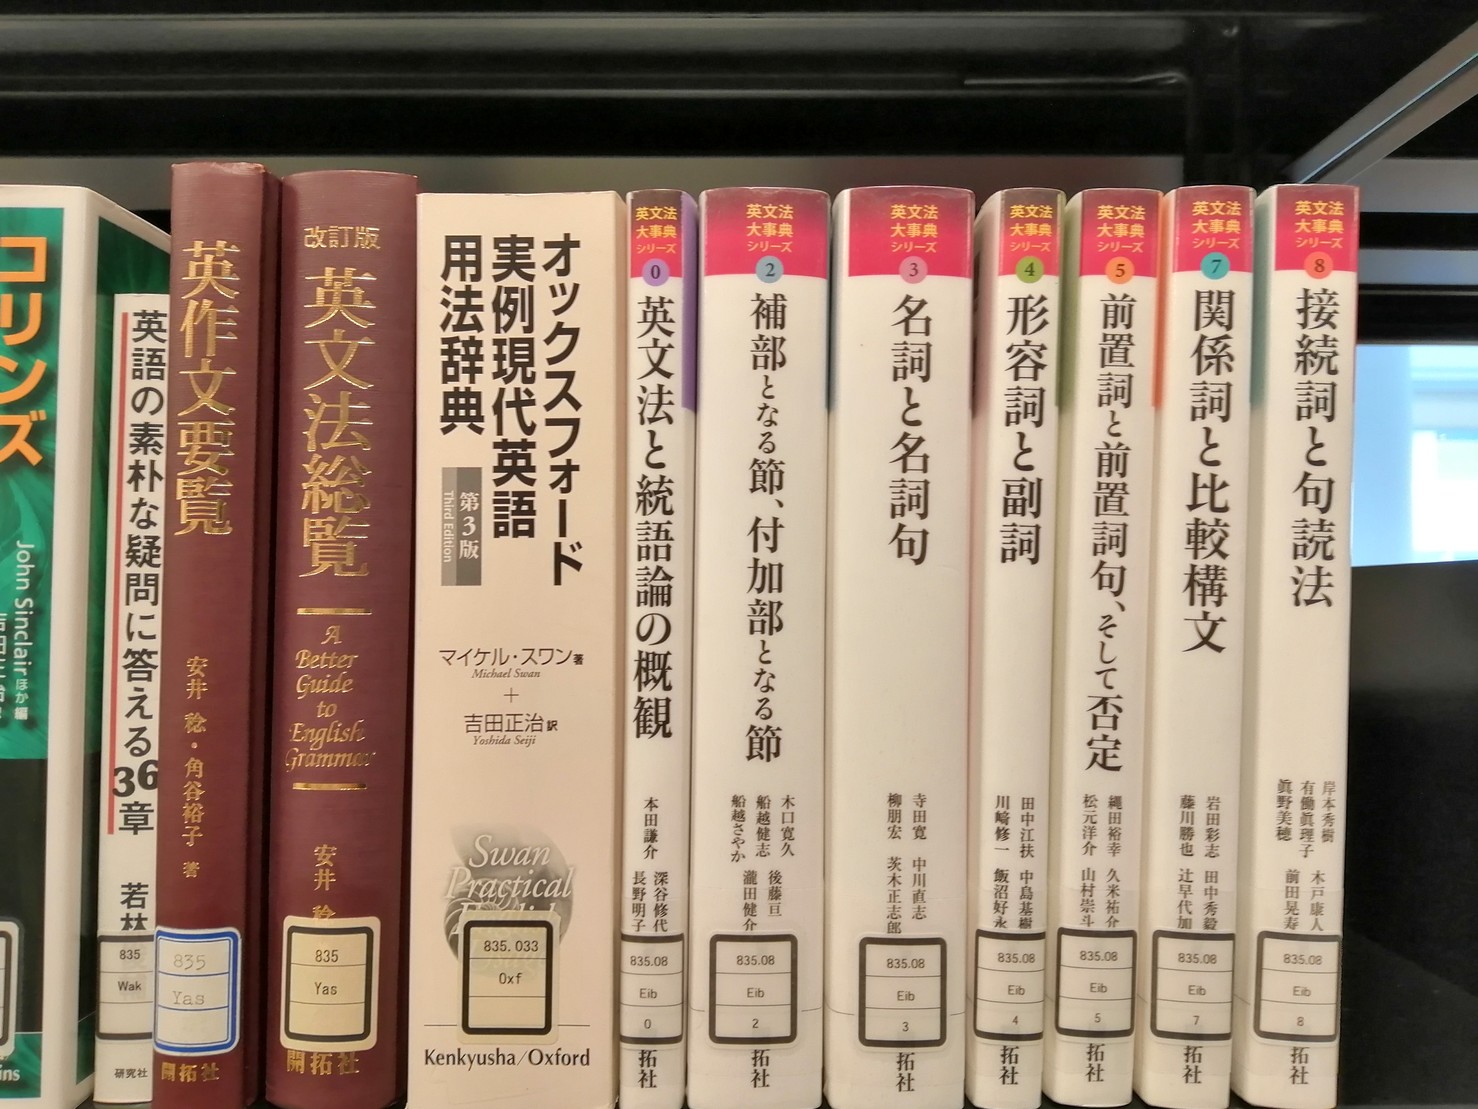 コリンズ
John Sinclair ほか編
英語の素朴な疑問に答える36章
若林
835
Wak
研究社
英作文要覧
安井 稔・角谷裕子 著
835
Yas
開拓社
改訂版
英文法総覧
A
Better
Guide
to
English
Grammar
安井 稔
835
Yas
開拓社
オックスフォード
実例現代英語
用法辞典
第3版
Third Edition
マイケル・スワン著
Michael Swan
+
吉田正治訳
Yoshida Seiji
Swan
Practical
835.033
Oxf
Kenkyusha/Oxford
英文法
大事典
シリーズ
0
英文法と統語論の概観
本田謙介 深谷修代
長野明子
835.08
Eib
0
拓社
英文法
大事典
シリーズ
2
補部となる節、付加部となる節
木口寛久 後藤亘
船越健志 瀧田健介
船越さやか
835.08
Eib
2
拓社
英文法
大事典
シリーズ
3
名詞と名詞句
寺田寛 中川直志
柳朋宏 茨木正志郎
835.08
Eib
3
拓社
英文法
大事典
シリーズ
4
形容詞と副詞
田中江扶 中島基樹
川﨑修一 飯沼好永
835.08
Eib
4
拓社
英文法
大事典
シリーズ
5
前置詞と前置詞句、そして否定
縄田裕幸 久米祐介
松元洋介 山村崇斗
835.08
Eib
5
拓社
英文法
大事典
シリーズ
7
関係詞と比較構文
岩田彩志 田中秀毅
藤川勝也 辻早代加
835.08
Eib
7
拓社
英文法
大事典
シリーズ
8
接続詞と句読法
岸本秀樹 木戸康人
有働眞理子 前田晃寿
眞野美穂
835.08
Eib
8
拓社